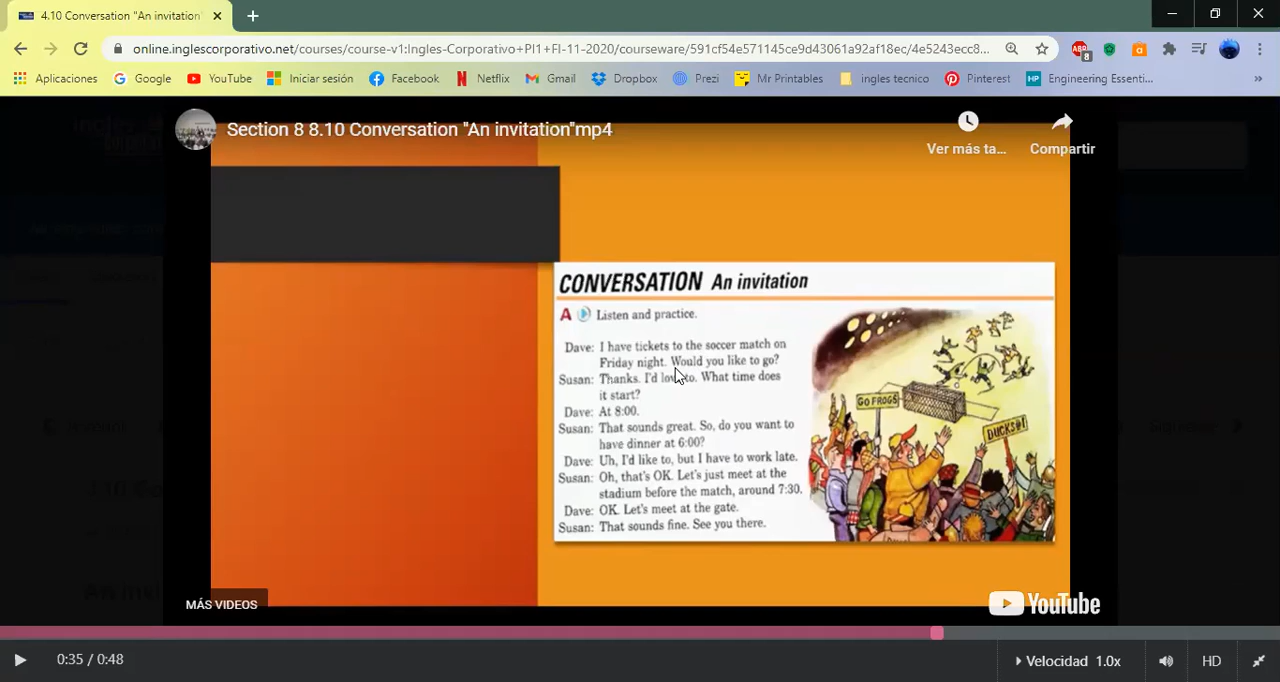 4.10 Conversation "An invitation"
online.inglescorporativo.net/courses/course-v1:Ingles-Corporativo+PI1+FI-11-2020/courseware/591cf54e571145ce9d43061a92af18ec/4e5243ecc8...
8
Aplicaciones Google YouTube Iniciar sesión Facebook Netflix Gmail Dropbox Prezi Mr Printables ingles tecnico Pinterest HP Engineering Essenti... »
Section 8 8.10 Conversation "An invitation"mp4
Ver más ta... Compartir
CONVERSATION An invitation
A Listen and practice.
Dave: I have tickets to the soccer match on
Friday night. Would you like to go?
Susan: Thanks. I'd love to. What time does
it start?
Dave: At 8:00.
Susan: That sounds great. So, do you want to
have dinner at 6:00?
Dave: Uh, I'd like to, but I have to work late.
Susan: Oh, that's OK. Let's just meet at the
stadium before the match, around 7:30.
Dave: OK. Let's meet at the gate.
Susan: That sounds fine. See you there.
GO FROGS
DUCKS#1
MÁS VIDEOS
YouTube
0:35 / 0:48
Velocidad 1.0x HD